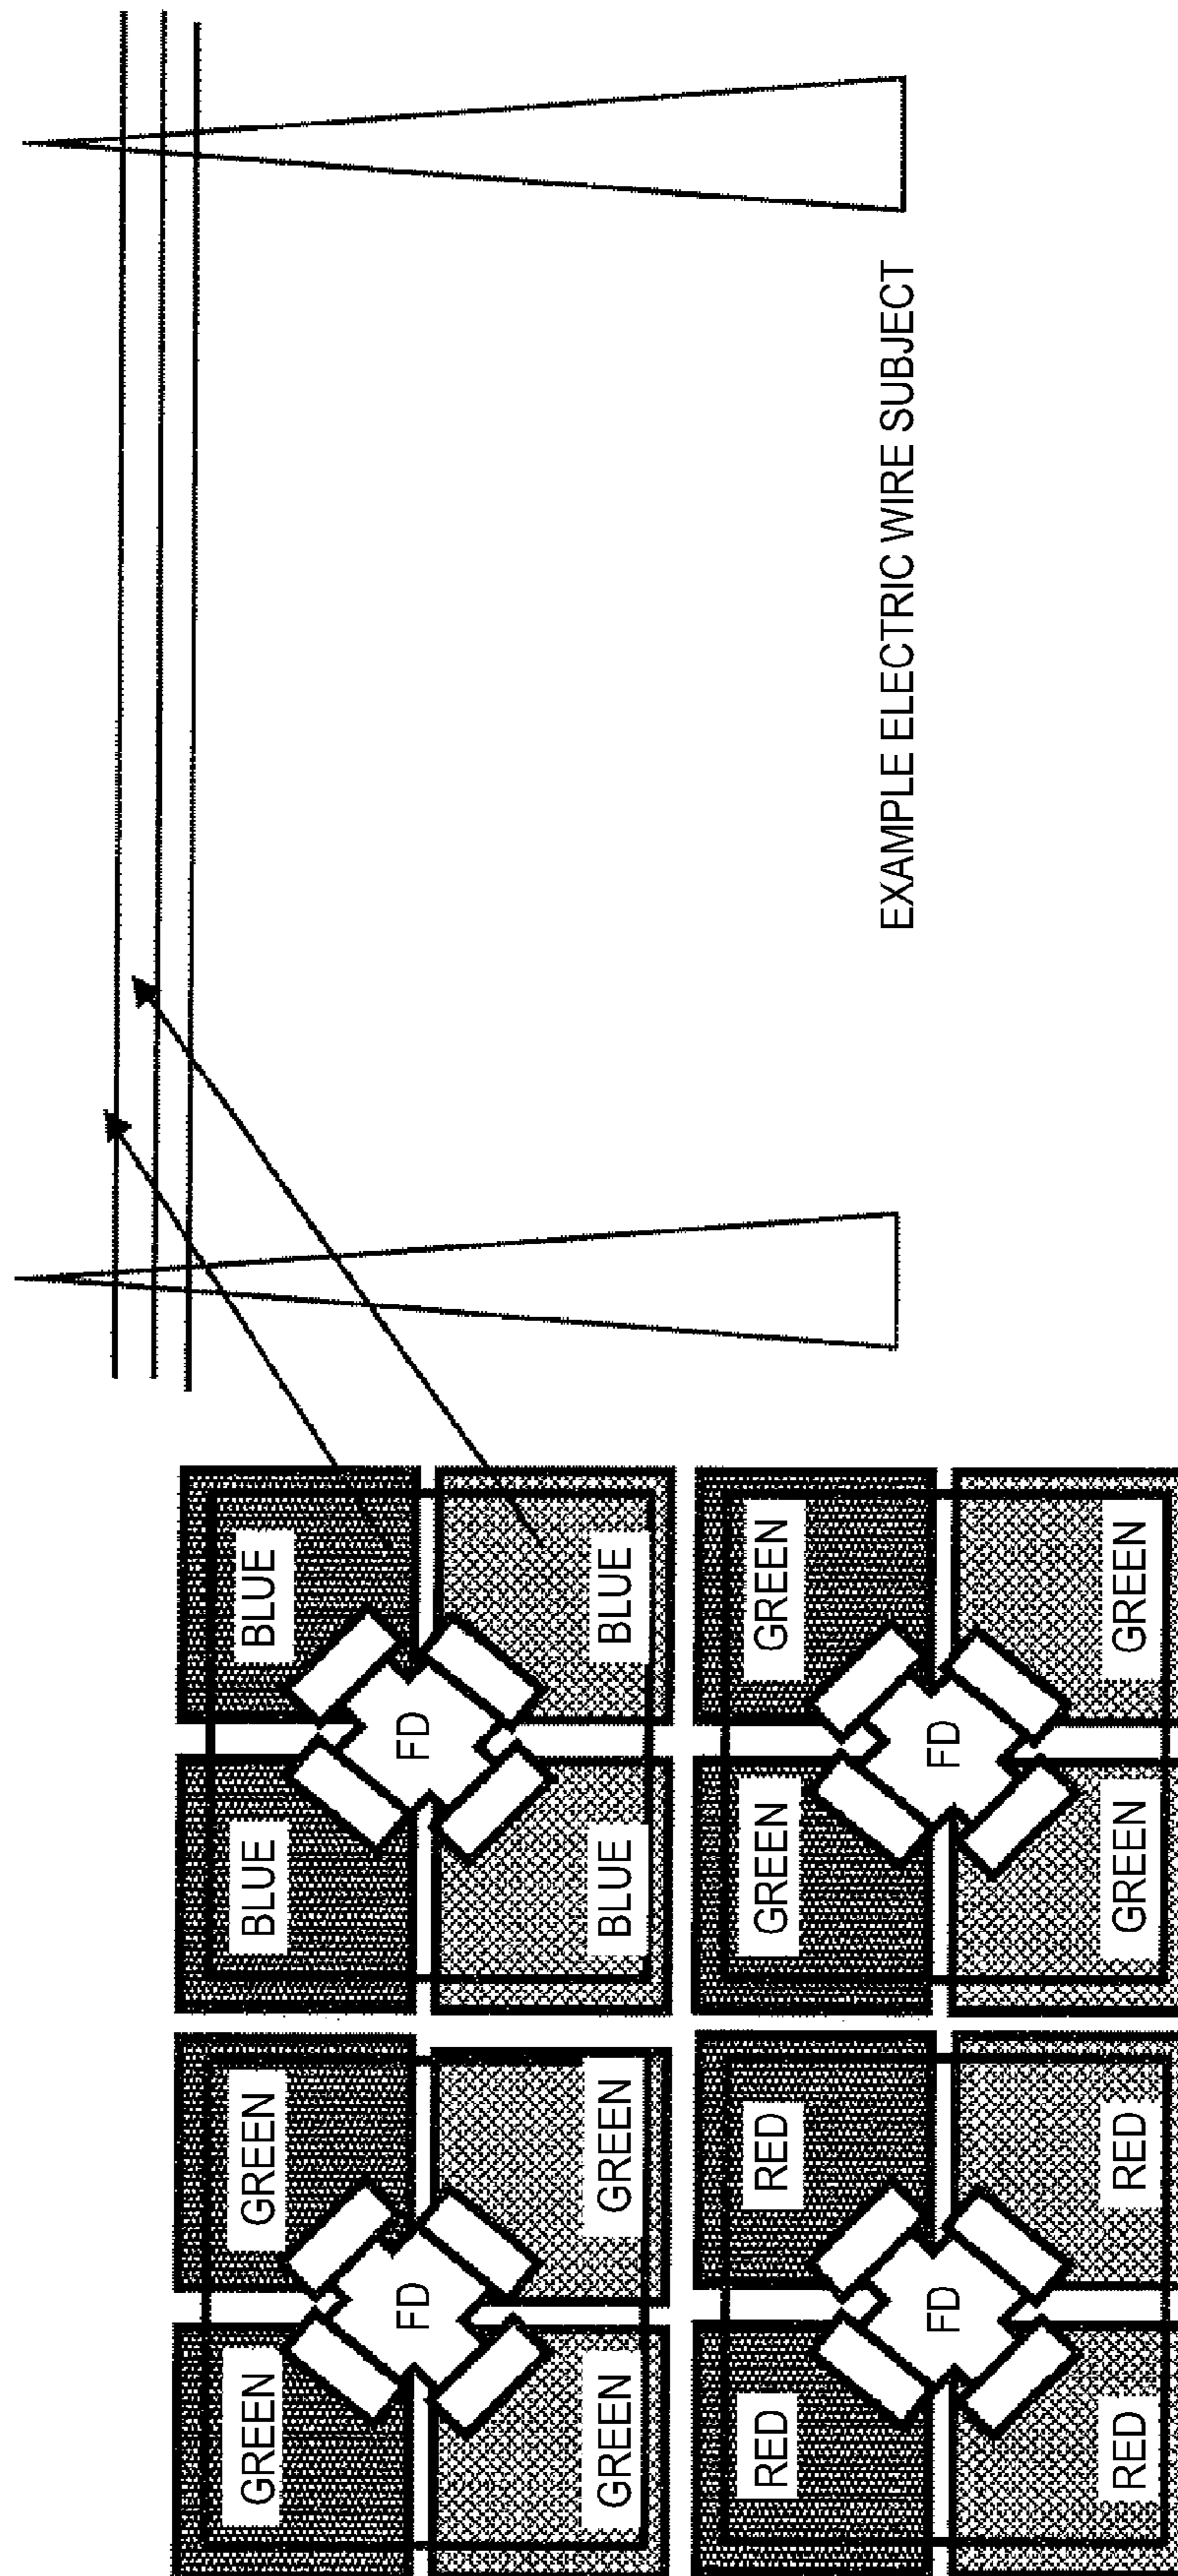 GREEN GREEN BLUE BLUE
FD FD
GREEN GREEN BLUE BLUE
RED RED GREEN GREEN
FD FD
RED RED GREEN GREEN
EXAMPLE ELECTRIC WIRE SUBJECT